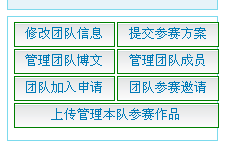 修改团队信息 提交参赛方案
管理团队博文 管理团队成员
团队加入申请 团队参赛邀请
上传管理本队参赛作品